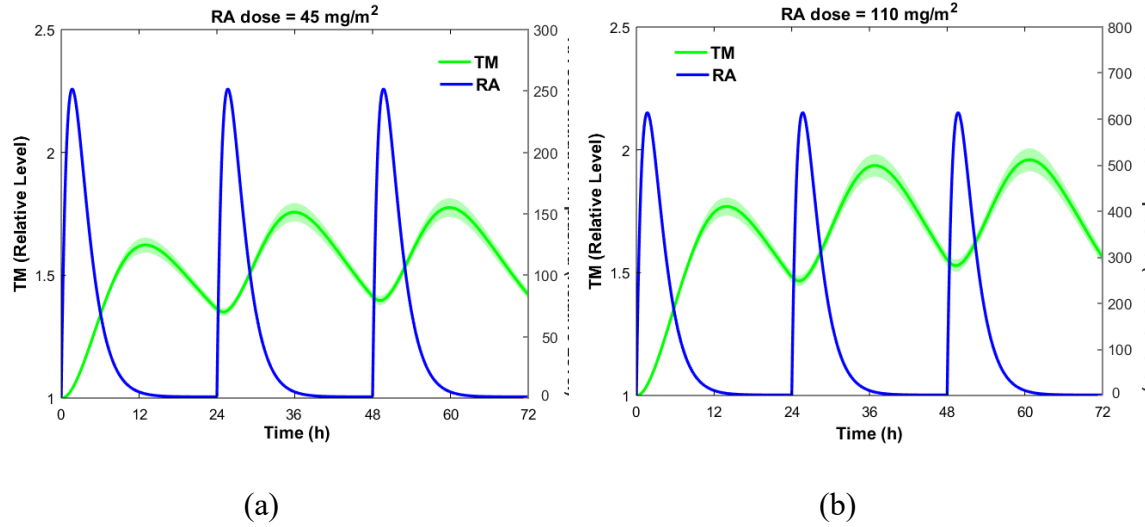 RA dose = 45 mg/m²
2.5
2
1.5
1
TM (Relative Level)
300
250
200
150
100
50
0
TM
RA
0 12 24 36 48 60 72
Time (h)
(a)
RA dose = 110 mg/m²
2.5
2
1.5
1
TM (Relative Level)
800
700
600
500
400
300
200
100
0
TM
RA
0 12 24 36 48 60 72
Time (h)
(b)